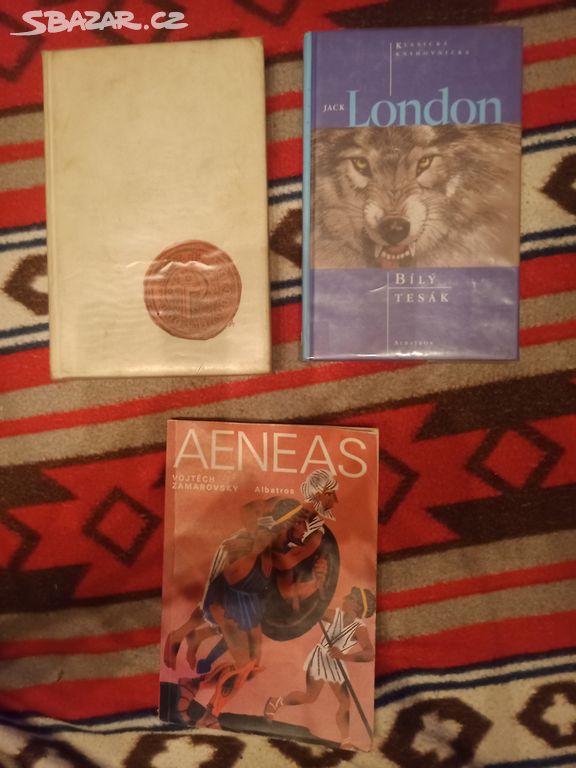 SBAZAR.CZ
KLASICKÁ
KNIHOVNIČKA
JACK London
BÍLÝ
TESÁK
ALBATROS
AENEAS
VOJTĚCH
ZAMAROVSKÝ Albatros